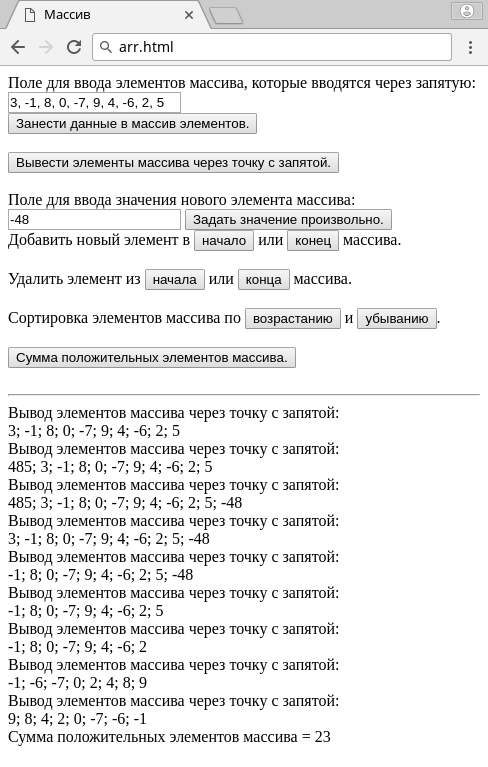 Массив
arr.html
Поле для ввода элементов массива, которые вводятся через запятую:
3, -1, 8, 0, -7, 9, 4, -6, 2, 5
Занести данные в массив элементов.
Вывести элементы массива через точку с запятой.
Поле для ввода значения нового элемента массива:
-48 Задать значение произвольно.
Добавить новый элемент в начало или конец массива.
Удалить элемент из начала или конца массива.
Сортировка элементов массива по возрастанию и убыванию.
Сумма положительных элементов массива.
Вывод элементов массива через точку с запятой:
3; -1; 8; 0; -7; 9; 4; -6; 2; 5
Вывод элементов массива через точку с запятой:
485; 3; -1; 8; 0; -7; 9; 4; -6; 2; 5
Вывод элементов массива через точку с запятой:
485; 3; -1; 8; 0; -7; 9; 4; -6; 2; 5; -48
Вывод элементов массива через точку с запятой:
3; -1; 8; 0; -7; 9; 4; -6; 2; 5; -48
Вывод элементов массива через точку с запятой:
-1; 8; 0; -7; 9; 4; -6; 2; 5; -48
Вывод элементов массива через точку с запятой:
-1; 8; 0; -7; 9; 4; -6; 2; 5
Вывод элементов массива через точку с запятой:
-1; 8; 0; -7; 9; 4; -6; 2
Вывод элементов массива через точку с запятой:
-1; -6; -7; 0; 2; 4; 8; 9
Вывод элементов массива через точку с запятой:
9; 8; 4; 2; 0; -7; -6; -1
Сумма положительных элементов массива = 23